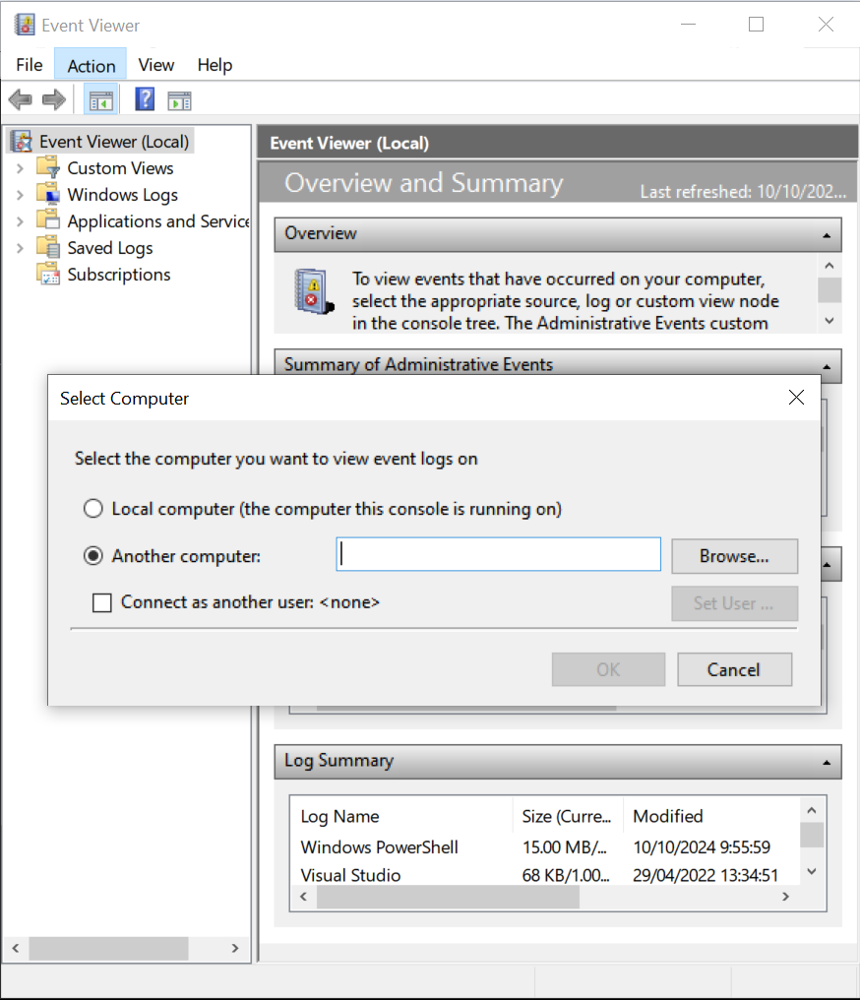 Event Viewer
File Action View Help
Event Viewer (Local)
Custom Views
Windows Logs
Applications and Service
Saved Logs
Subscriptions
Event Viewer (Local)
Overview and Summary
Last refreshed: 10/10/202...
Overview
To view events that have occurred on your computer,
select the appropriate source, log or custom view node
in the console tree. The Administrative Events custom
Summary of Administrative Events
Select Computer
Select the computer you want to view event logs on
Local computer (the computer this console is running on)
Another computer:
Browse...
Connect as another user: <none>
Set User ...
OK
Cancel
Log Summary
Log Name Size (Curre... Modified
Windows PowerShell 15.00 MB/... 10/10/2024 9:55:59
Visual Studio 68 KB/1.00... 29/04/2022 13:34:51